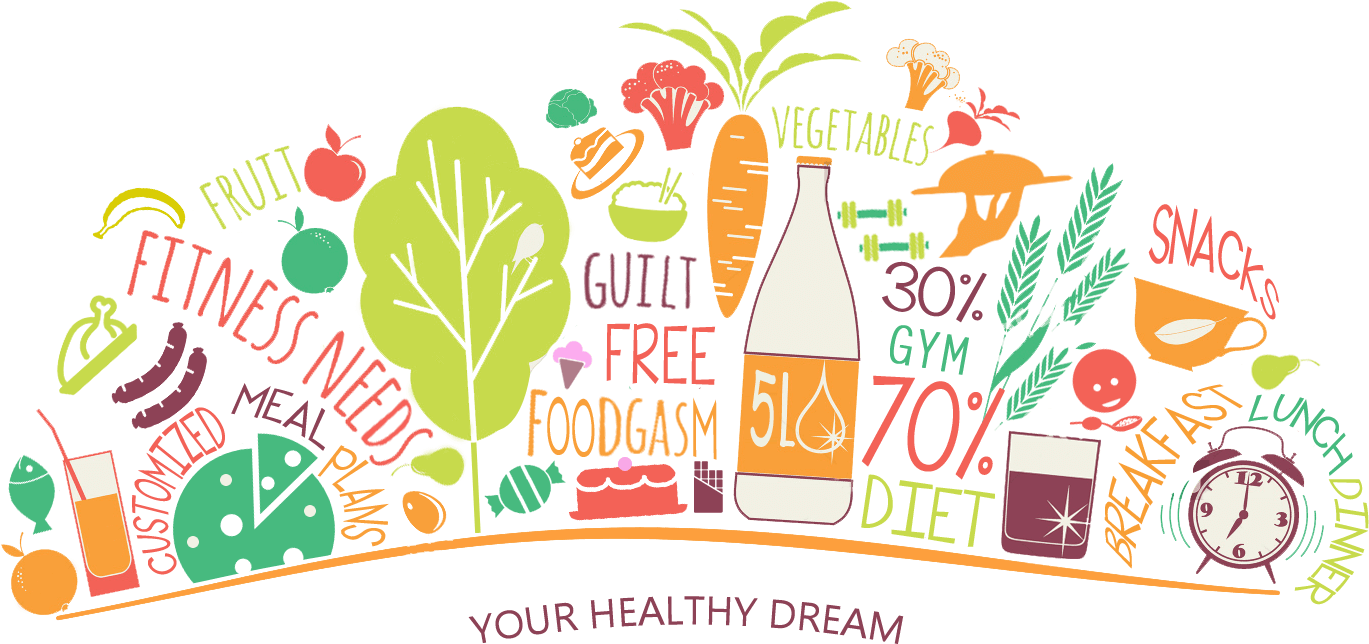 FRUIT
FITNESS NEEDS
MEAL
PLANS
CUSTOMIZED
GUILT
FREE
FOODGASM
VEGETABLES
5L
30%
GYM
70%
DIET
SNACKS
BREAKFAST
LUNCH DINNER
12
9
3
6
YOUR HEALTHY DREAM